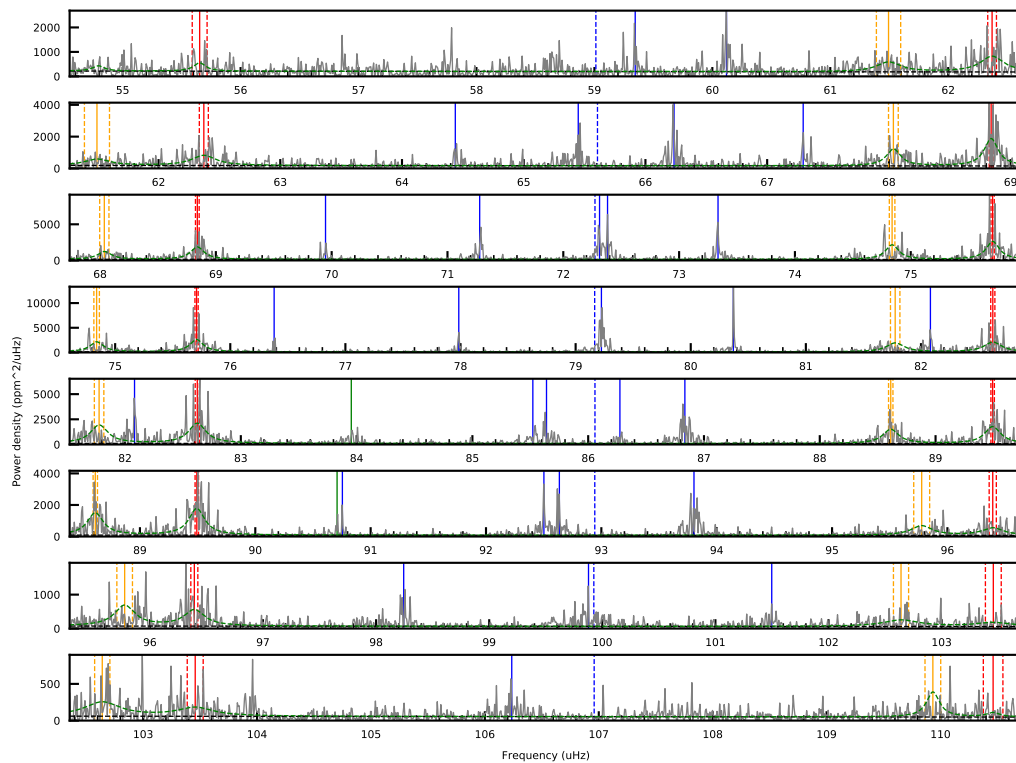 2000
1000
0
55 56 57 58 59 60 61 62
4000
2000
0
62 63 64 65 66 67 68 69
5000
0
68 69 70 71 72 73 74 75
10000
5000
0
75 76 77 78 79 80 81 82
5000
2500
0
82 83 84 85 86 87 88 89
4000
2000
0
89 90 91 92 93 94 95 96
1000
0
96 97 98 99 100 101 102 103
500
0
103 104 105 106 107 108 109 110
Power density (ppm^2/uHz)
Frequency (uHz)